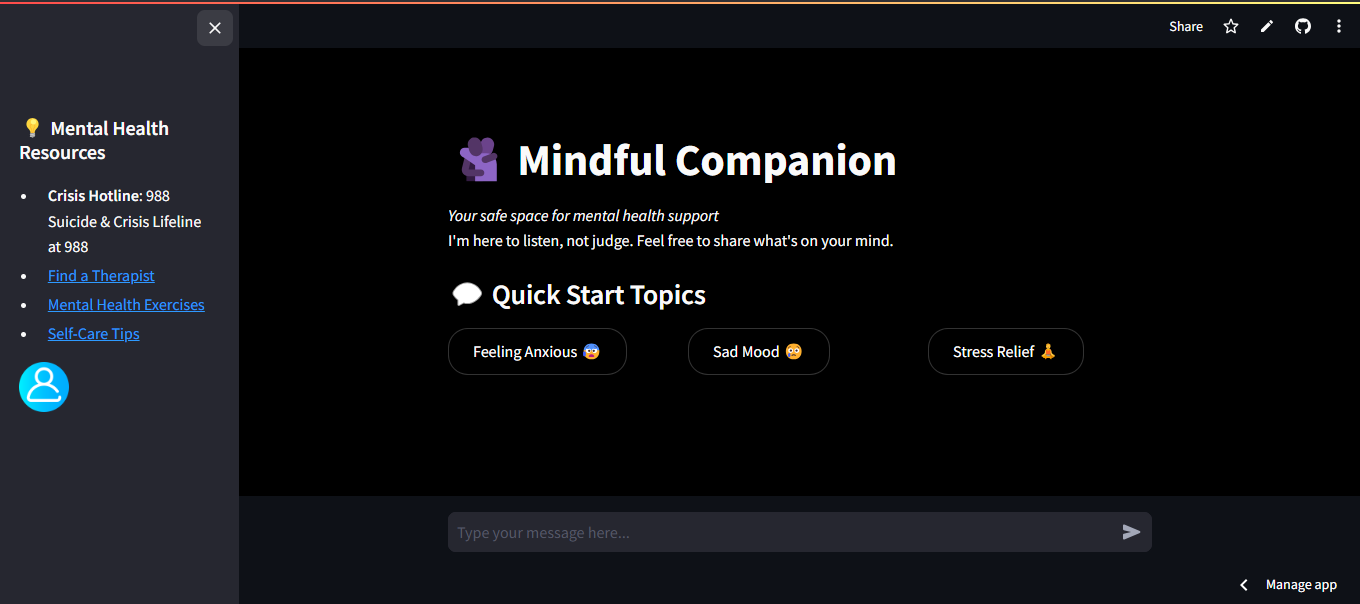 Share
💡 Mental Health
Resources
• Crisis Hotline: 988
Suicide & Crisis Lifeline
at 988
• Find a Therapist
• Mental Health Exercises
• Self-Care Tips
🫂 Mindful Companion
Your safe space for mental health support
I'm here to listen, not judge. Feel free to share what's on your mind.
💬 Quick Start Topics
Feeling Anxious 😰
Sad Mood 😢
Stress Relief 🧘
Type your message here...
Manage app